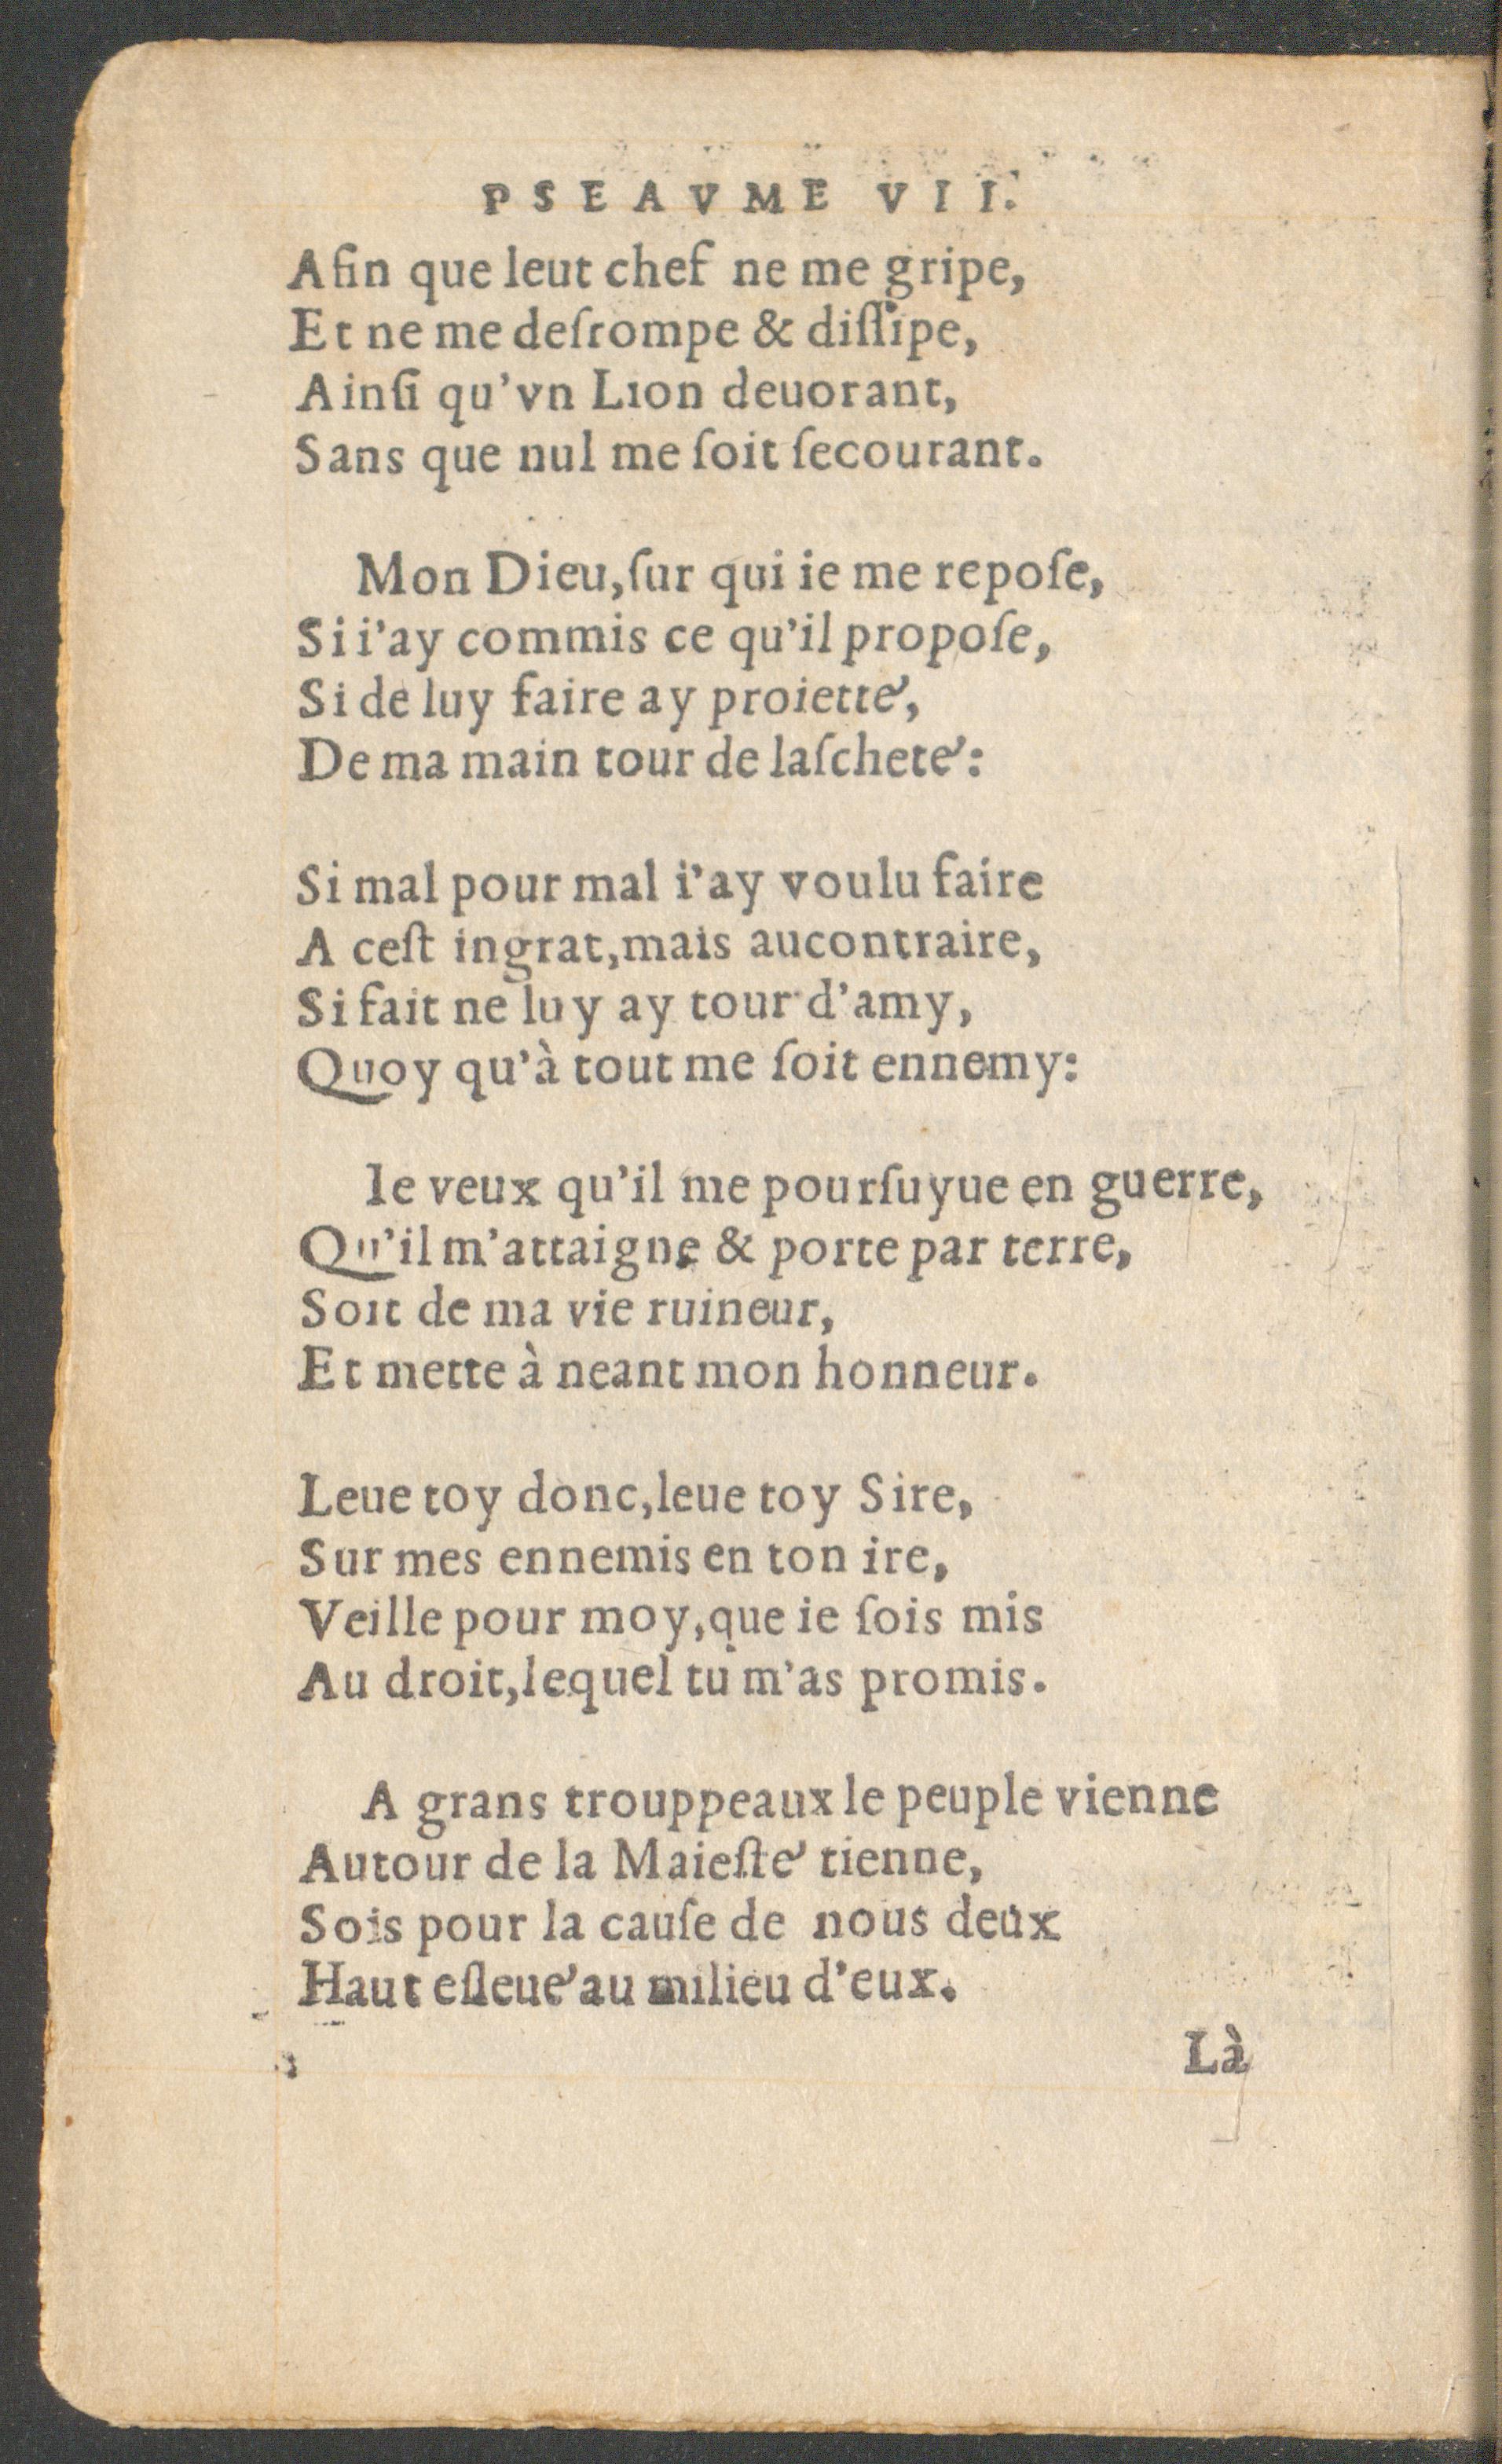 PSEAVME VII.
Afin que leut chef ne me gripe,
Et ne me deſrompe & diſſipe,
Ainſi qu'vn Lion deuorant,
Sans que nul me ſoit ſecourant.
Mon Dieu, ſur qui ie me repoſe,
Si i'ay commis ce qu'il propoſe,
Si de luy faire ay proietté,
De ma main tour de laſcheté:
Si mal pour mal i'ay voulu faire
A ceſt ingrat, mais aucontraire,
Si fait ne luy ay tour d'amy,
Quoy qu'à tout me ſoit ennemy:
Ie veux qu'il me pourſuyue en guerre,
Qu'il m'attaigne & porte par terre,
Soit de ma vie ruineur,
Et mette à neant mon honneur.
Leue toy donc, leue toy Sire,
Sur mes ennemis en ton ire,
Veille pour moy, que ie ſois mis
Au droit, lequel tu m'as promis.
A grans trouppeaux le peuple vienne
Autour de la Maieſté tienne,
Sois pour la cauſe de nous deux
Haut eſleué au milieu d'eux.
Là